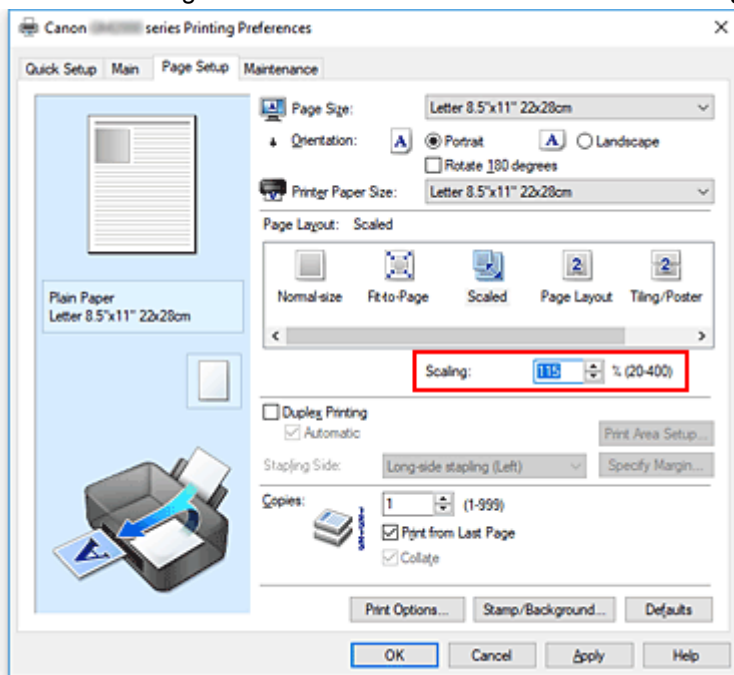 Canon series Printing Preferences
Quick Setup Main Page Setup Maintenance
Page Size: Letter 8.5"x11" 22x28cm
Orientation: A Portrait A Landscape
Rotate 180 degrees
Printer Paper Size: Letter 8.5"x11" 22x28cm
Page Layout: Scaled
2 2
Normal-size Fit-to-Page Scaled Page Layout Tiling/Poster
Plain Paper
Letter 8.5"x11" 22x28cm
Scaling: 115 % (20-400)
Duplex Printing
Automatic
Print Area Setup...
Stapling Side: Long-side stapling (Left) Specify Margin...
Copies: 1 (1-999)
Print from Last Page
Collate
A
Print Options... Stamp/Background... Defaults
OK Cancel Apply Help